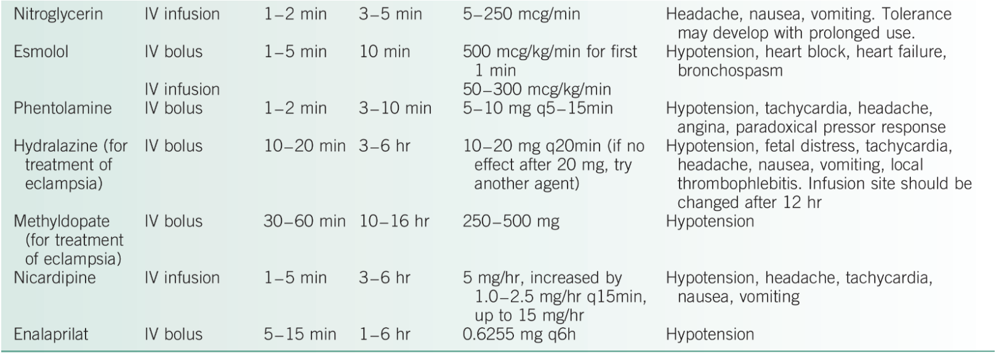 Nitroglycerin IV infusion 1–2 min 3–5 min 5–250 mcg/min Headache, nausea, vomiting. Tolerance
may develop with prolonged use.
Esmolol IV bolus 1–5 min 10 min 500 mcg/kg/min for first Hypotension, heart block, heart failure,
1 min bronchospasm
IV infusion 50–300 mcg/kg/min
Phentolamine IV bolus 1–2 min 3–10 min 5–10 mg q5–15min Hypotension, tachycardia, headache,
angina, paradoxical pressor response
Hydralazine (for IV bolus 10–20 min 3–6 hr 10–20 mg q20min (if no Hypotension, fetal distress, tachycardia,
treatment of effect after 20 mg, try headache, nausea, vomiting, local
eclampsia) another agent) thrombophlebitis. Infusion site should be
changed after 12 hr
Methyldopate IV bolus 30–60 min 10–16 hr 250–500 mg Hypotension
(for treatment
of eclampsia)
Nicardipine IV infusion 1–5 min 3–6 hr 5 mg/hr, increased by Hypotension, headache, tachycardia,
1.0–2.5 mg/hr q15min, nausea, vomiting
up to 15 mg/hr
Enalaprilat IV bolus 5–15 min 1–6 hr 0.6255 mg q6h Hypotension